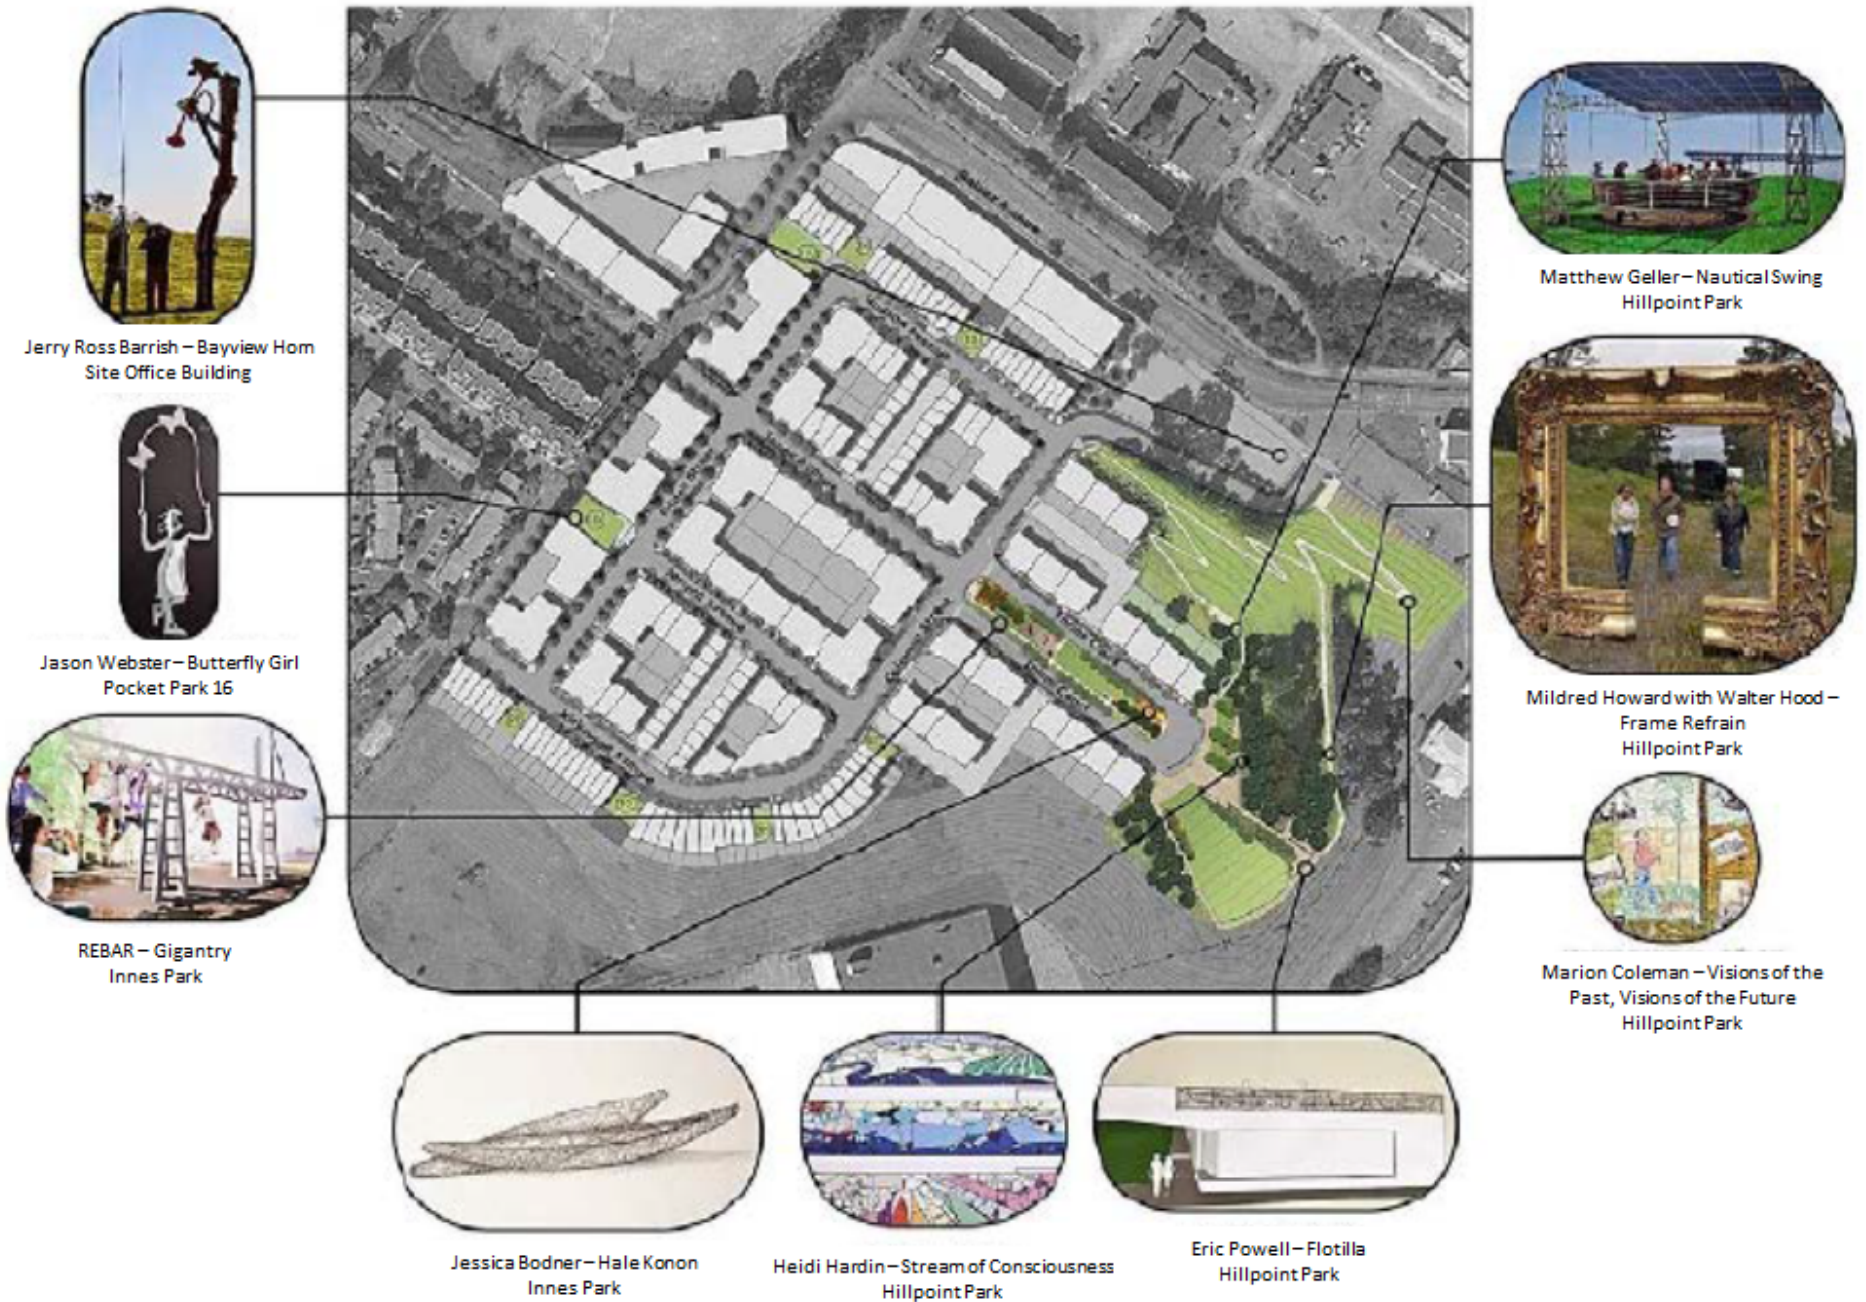 Jerry Ross Barrish – Bayview Horn
Site Office Building
Jason Webster – Butterfly Girl
Pocket Park 16
REBAR – Gigantry
Innes Park
Jessica Bodner – Hale Konon
Innes Park
Heidi Hardin – Stream of Consciousness
Hillpoint Park
Eric Powell – Flotilla
Hillpoint Park
Matthew Geller – Nautical Swing
Hillpoint Park
Mildred Howard with Walter Hood –
Frame Refrain
Hillpoint Park
Marion Coleman – Visions of the
Past, Visions of the Future
Hillpoint Park